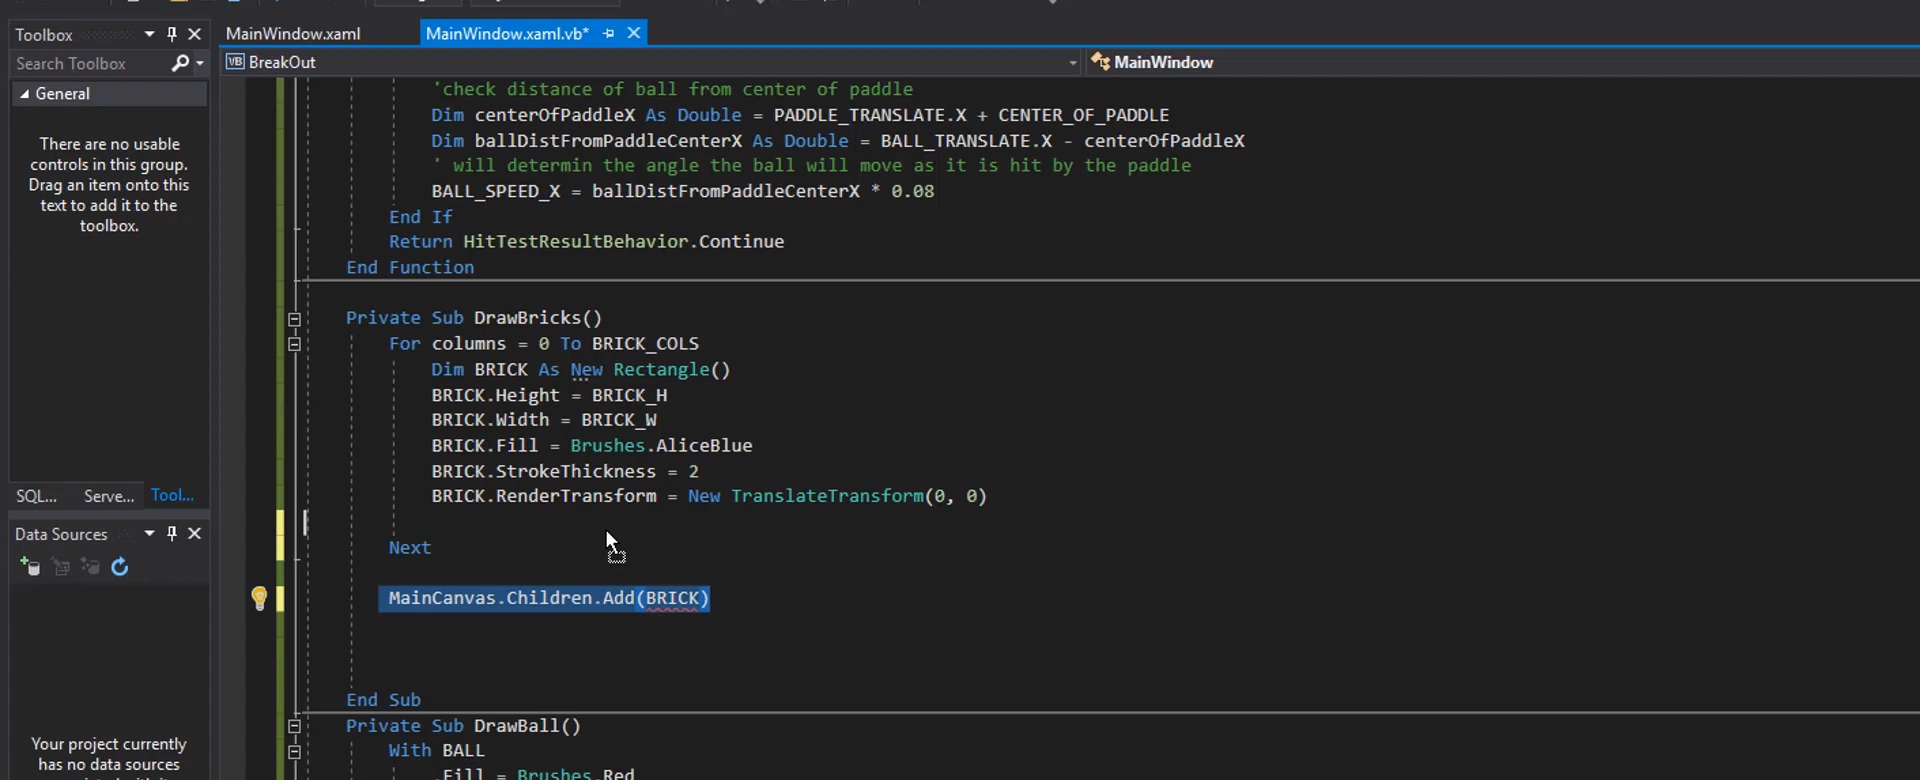 Toolbox
MainWindow.xaml
MainWindow.xaml.vb*
Search Toolbox
BreakOut
MainWindow
General
There are no usable
controls in this group.
Drag an item onto this
text to add it to the
toolbox.
SQL...
Serve...
Tool...
Data Sources
Your project currently
has no data sources
'check distance of ball from center of paddle
Dim centerOfPaddleX As Double = PADDLE_TRANSLATE.X + CENTER_OF_PADDLE
Dim ballDistFromPaddleCenterX As Double = BALL_TRANSLATE.X - centerOfPaddleX
' will determin the angle the ball will move as it is hit by the paddle
BALL_SPEED_X = ballDistFromPaddleCenterX * 0.08
End If
Return HitTestResultBehavior.Continue
End Function
Private Sub DrawBricks()
For columns = 0 To BRICK_COLS
Dim BRICK As New Rectangle()
BRICK.Height = BRICK_H
BRICK.Width = BRICK_W
BRICK.Fill = Brushes.AliceBlue
BRICK.StrokeThickness = 2
BRICK.RenderTransform = New TranslateTransform(0, 0)
Next
MainCanvas.Children.Add(BRICK)
End Sub
Private Sub DrawBall()
With BALL
.Fill = Brushes.Red